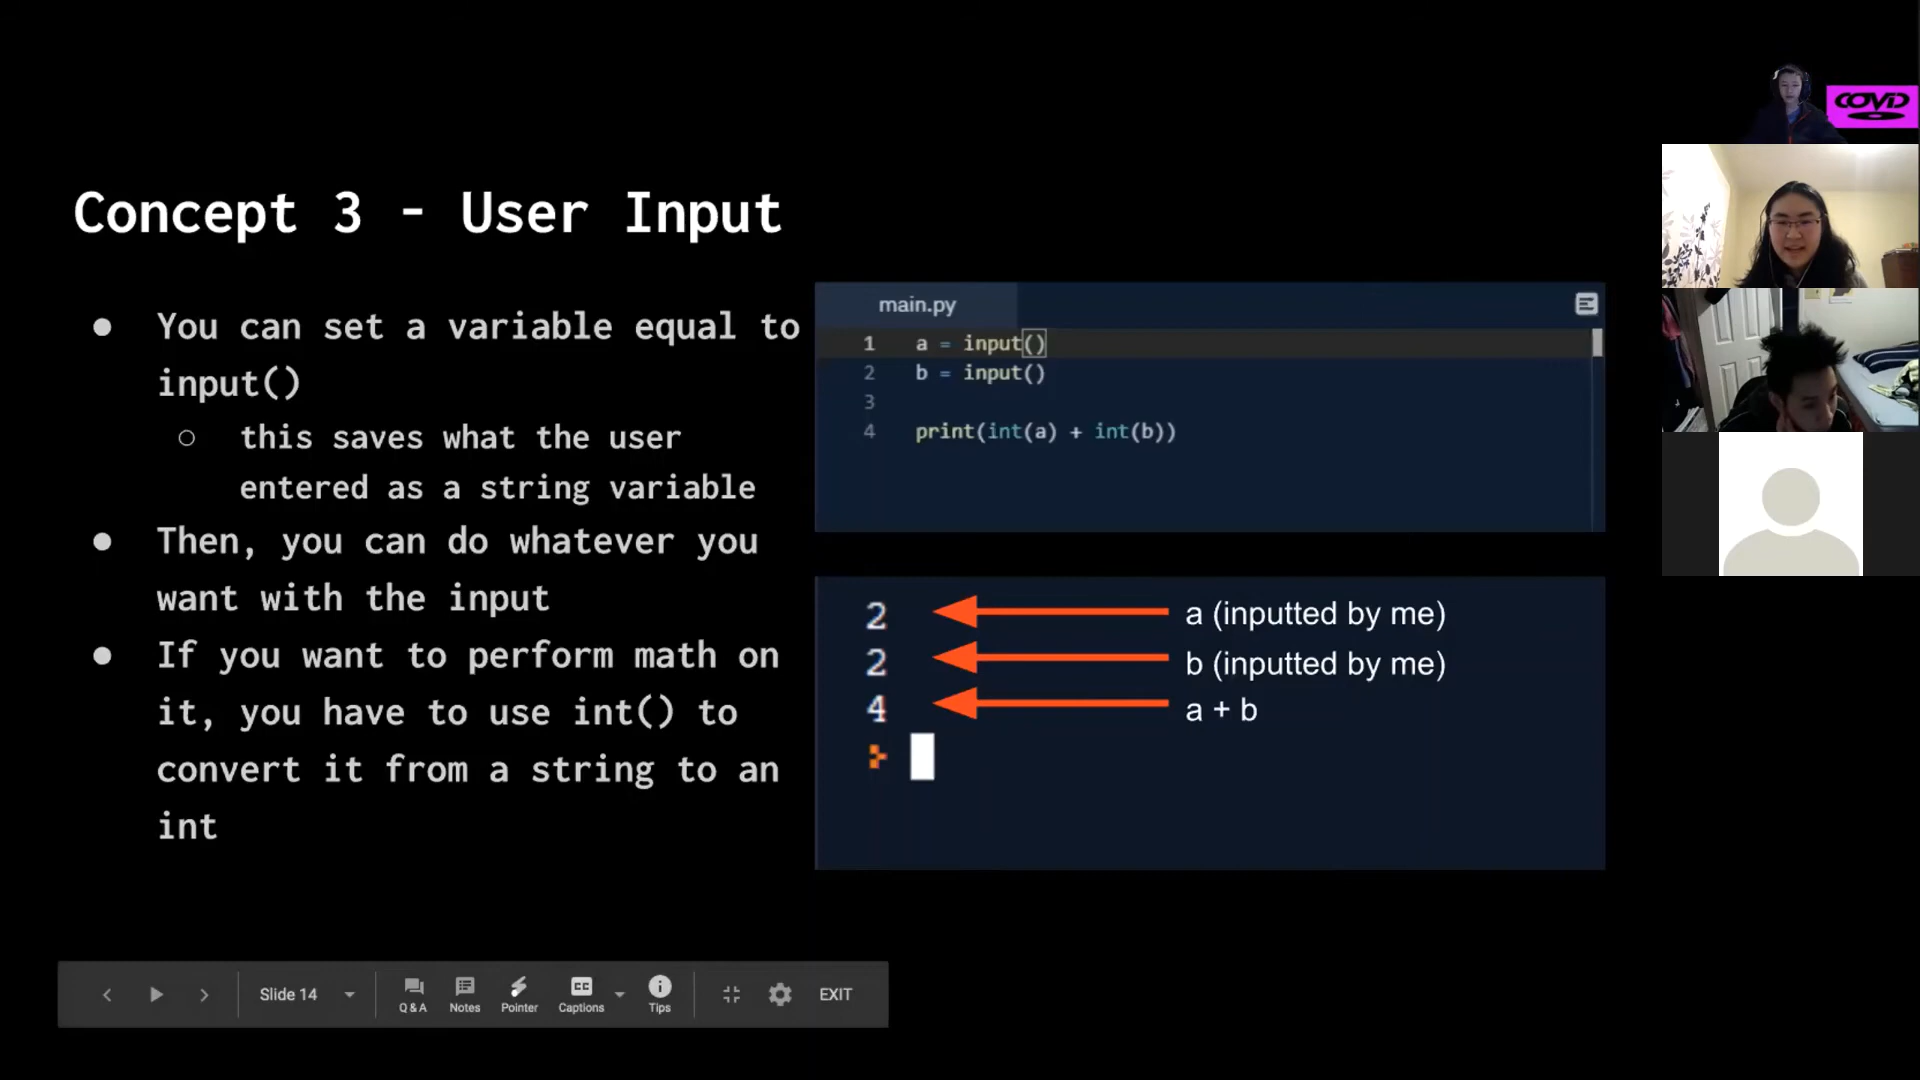 COVID
Concept 3 - User Input
● You can set a variable equal to
input()
○ this saves what the user
entered as a string variable
● Then, you can do whatever you
want with the input
● If you want to perform math on
it, you have to use int() to
convert it from a string to an
int
main.py
1 a = input()
2 b = input()
3
4 print(int(a) + int(b))
2 a (inputted by me)
2 b (inputted by me)
4 a + b
Slide 14
Q & A
Notes
Pointer
CC
Captions
Tips
EXIT